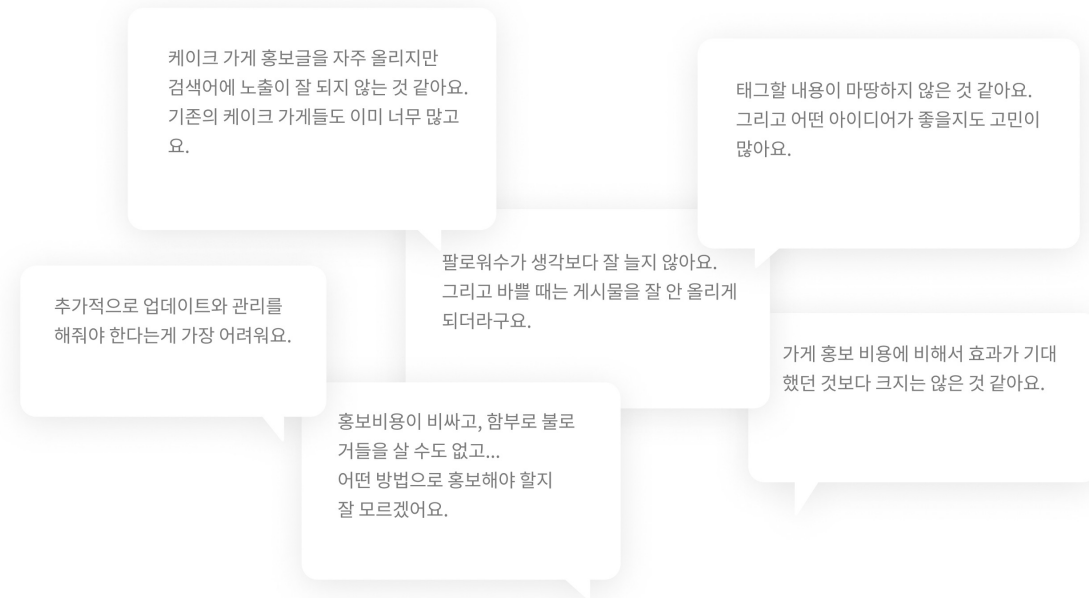 케이크 가게 홍보글을 자주 올리지만
검색어에 노출이 잘 되지 않는 것 같아요.
기존의 케이크 가게들도 이미 너무 많고
요.
태그할 내용이 마땅하지 않은 것 같아요.
그리고 어떤 아이디어가 좋을지도 고민이
많아요.
팔로워수가 생각보다 잘 늘지 않아요.
그리고 바쁠 때는 게시물을 잘 안 올리게
되더라구요.
추가적으로 업데이트와 관리를
해줘야 한다는게 가장 어려워요.
가게 홍보 비용에 비해서 효과가 기대
했던 것보다 크지는 않은 것 같아요.
홍보비용이 비싸고, 함부로 불로
거들을 살 수도 없고...
어떤 방법으로 홍보해야 할지
잘 모르겠어요.